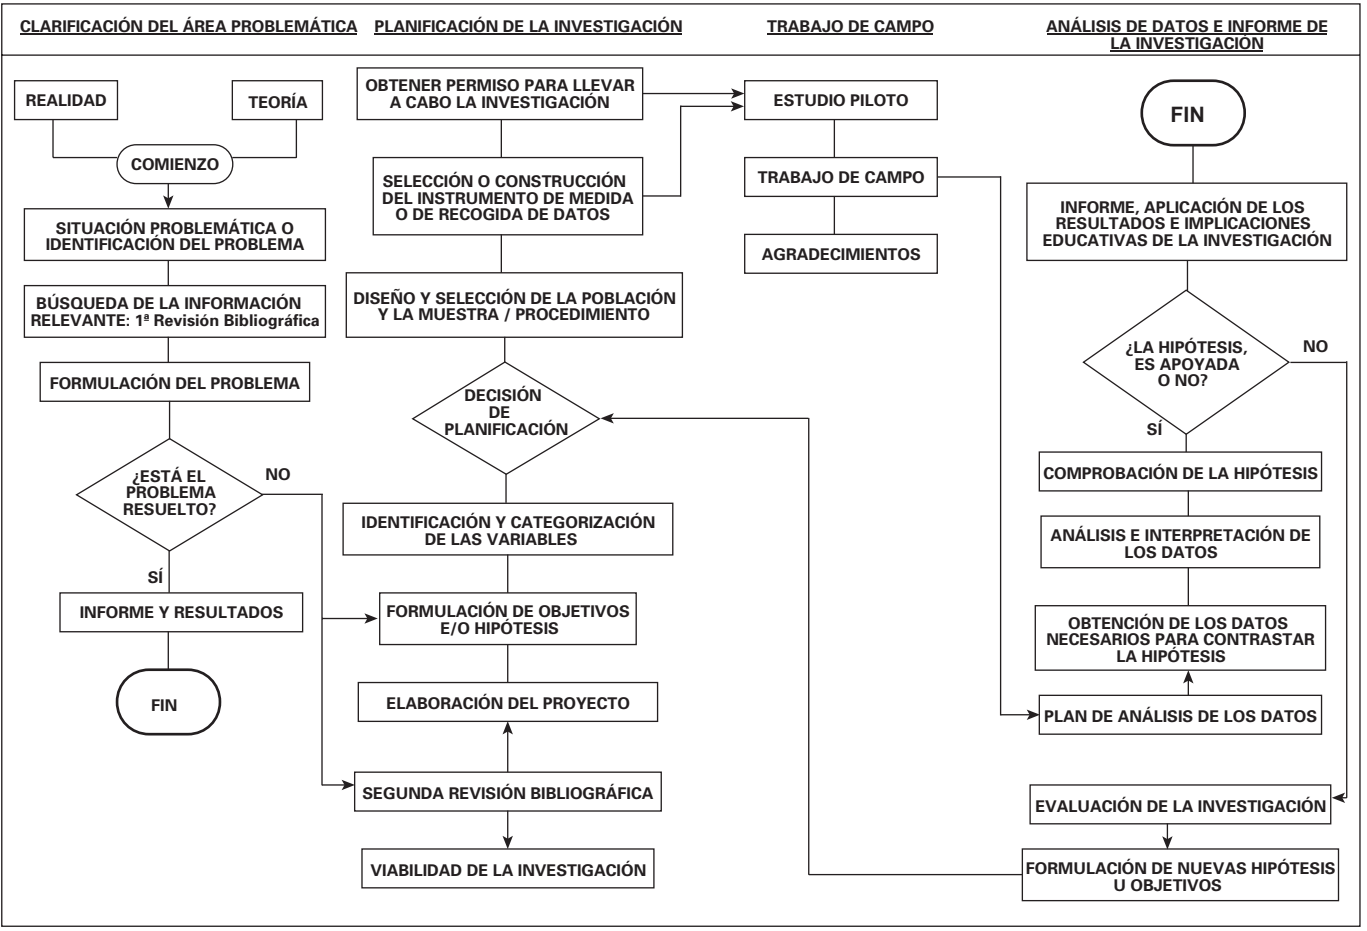 CLARIFICACIÓN DEL ÁREA PROBLEMÁTICA
REALIDAD
TEORÍA
COMIENZO
SITUACIÓN PROBLEMÁTICA O
IDENTIFICACIÓN DEL PROBLEMA
BÚSQUEDA DE LA INFORMACIÓN
RELEVANTE: 1ª Revisión Bibliográfica
FORMULACIÓN DEL PROBLEMA
¿ESTÁ EL
PROBLEMA
RESUELTO?
NO
SÍ
INFORME Y RESULTADOS
FIN
PLANIFICACIÓN DE LA INVESTIGACIÓN
OBTENER PERMISO PARA LLEVAR
A CABO LA INVESTIGACIÓN
SELECCIÓN O CONSTRUCCIÓN
DEL INSTRUMENTO DE MEDIDA
O DE RECOGIDA DE DATOS
DISEÑO Y SELECCIÓN DE LA POBLACIÓN
Y LA MUESTRA / PROCEDIMIENTO
DECISIÓN
DE
PLANIFICACIÓN
IDENTIFICACIÓN Y CATEGORIZACIÓN
DE LAS VARIABLES
FORMULACIÓN DE OBJETIVOS
E/O HIPÓTESIS
ELABORACIÓN DEL PROYECTO
SEGUNDA REVISIÓN BIBLIOGRÁFICA
VIABILIDAD DE LA INVESTIGACIÓN
TRABAJO DE CAMPO
ESTUDIO PILOTO
TRABAJO DE CAMPO
AGRADECIMIENTOS
ANÁLISIS DE DATOS E INFORME DE
LA INVESTIGACIÓN
FIN
INFORME, APLICACIÓN DE LOS
RESULTADOS E IMPLICACIONES
EDUCATIVAS DE LA INVESTIGACIÓN
¿LA HIPÓTESIS,
ES APOYADA
O NO?
NO
SÍ
COMPROBACIÓN DE LA HIPÓTESIS
ANÁLISIS E INTERPRETACIÓN DE
LOS DATOS
OBTENCIÓN DE LOS DATOS
NECESARIOS PARA CONTRASTAR
LA HIPÓTESIS
PLAN DE ANÁLISIS DE LOS DATOS
EVALUACIÓN DE LA INVESTIGACIÓN
FORMULACIÓN DE NUEVAS HIPÓTESIS
U OBJETIVOS